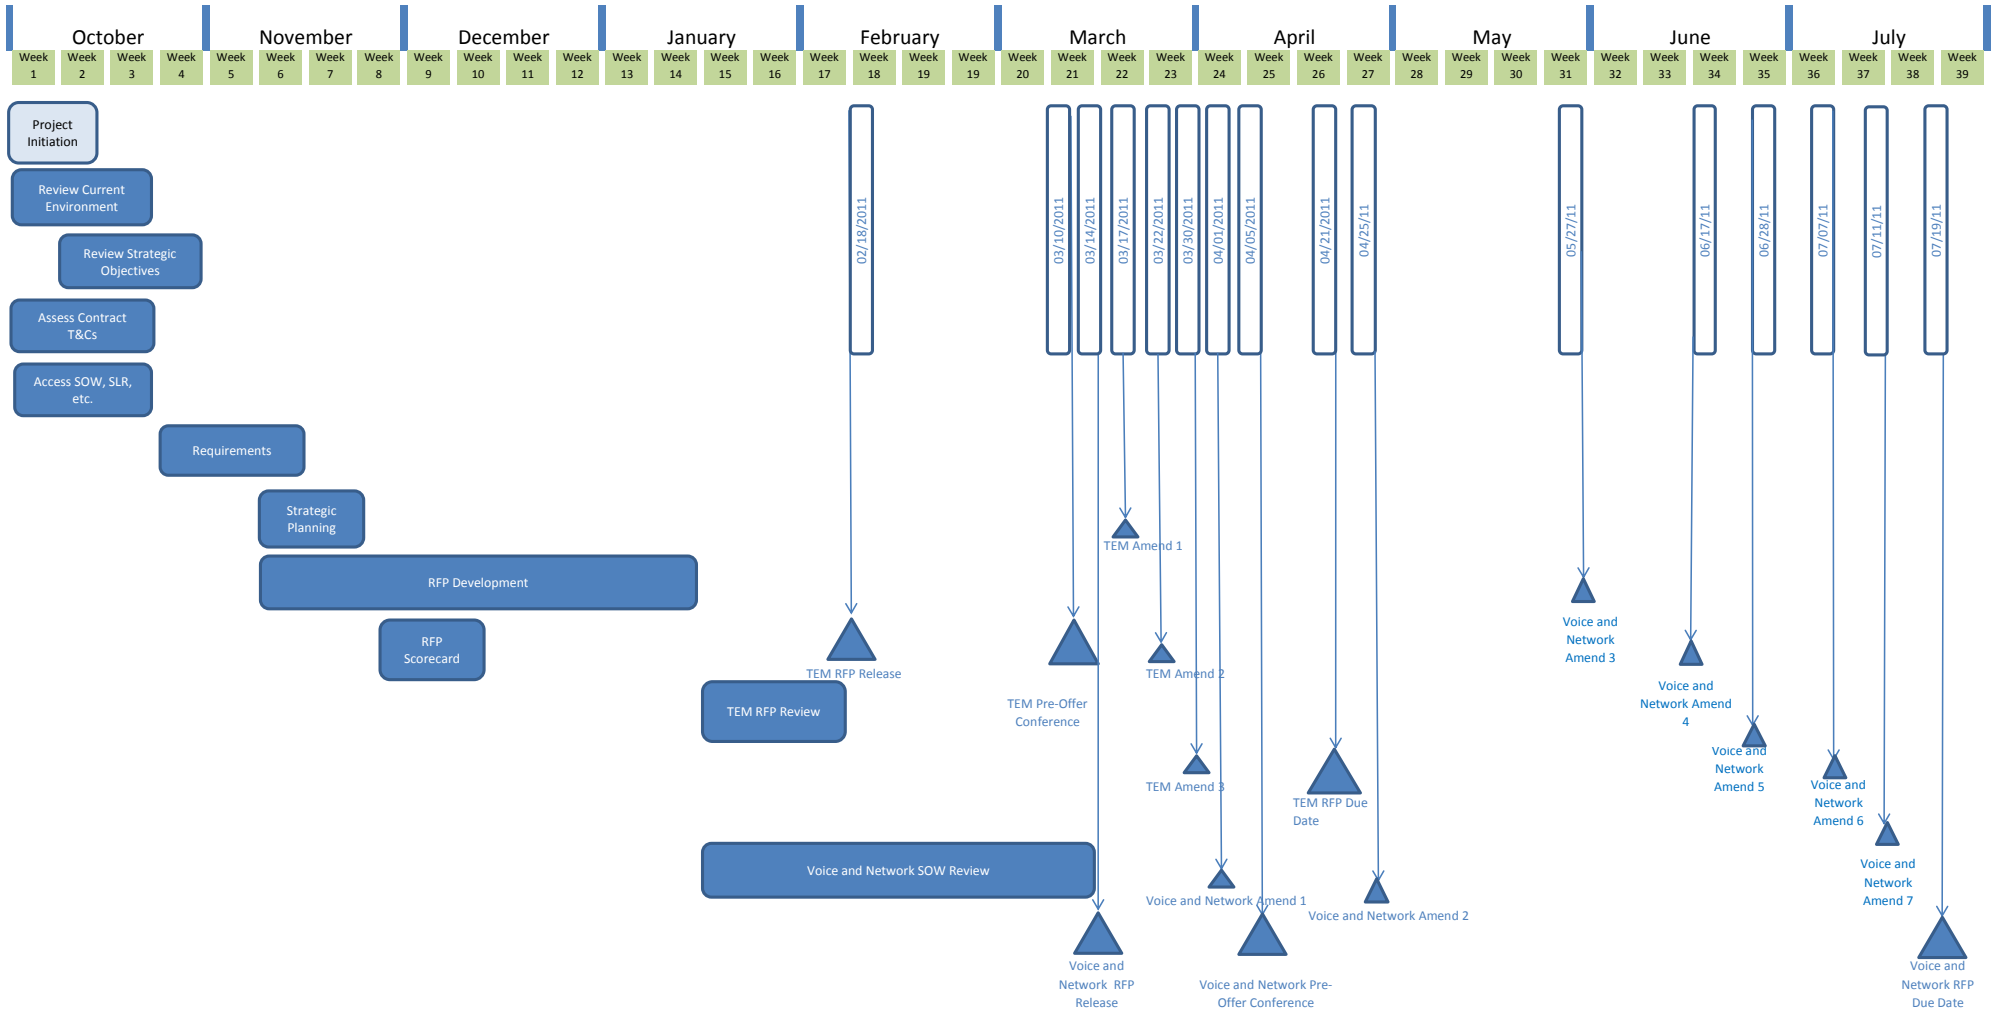 October November December January February March April May June July
Week Week Week Week Week Week Week Week Week Week Week Week Week Week Week Week Week Week Week Week Week Week Week Week Week Week Week Week Week Week Week Week Week Week Week Week Week Week Week Week
1 2 3 4 5 6 7 8 9 10 11 12 13 14 15 16 17 18 19 19 20 21 22 23 24 25 26 27 28 29 30 31 32 33 34 35 36 37 38 39
Project
Initiation
Review Current
Environment
Review Strategic
Objectives
Assess Contract
T&Cs
Access SOW, SLR,
etc.
Requirements
Strategic
Planning
RFP Development
RFP
Scorecard
TEM RFP Review
Voice and Network SOW Review
02/18/2011
03/10/2011
03/14/2011
03/17/2011
03/22/2011
03/30/2011
04/01/2011
04/05/2011
04/21/2011
04/25/11
05/27/11
06/17/11
06/28/11
07/07/11
07/11/11
07/19/11
TEM RFP Release
TEM Pre-Offer
Conference
Voice and
Network RFP
Release
TEM Amend 1
TEM Amend 2
TEM Amend 3
Voice and Network Amend 1
Voice and Network Pre-
Offer Conference
TEM RFP Due
Date
Voice and Network Amend 2
Voice and
Network
Amend 3
Voice and
Network Amend
4
Voice and
Network
Amend 5
Voice and
Network
Amend 6
Voice and
Network
Amend 7
Voice and
Network RFP
Due Date